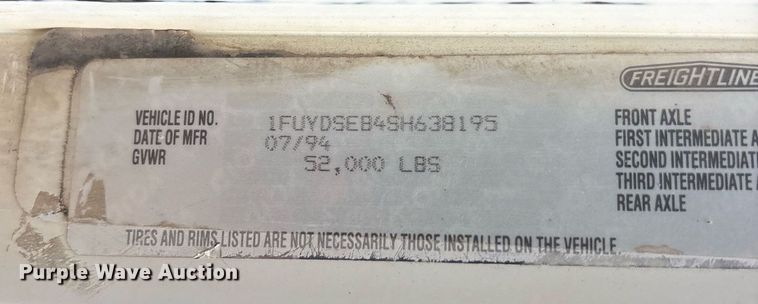 FREIGHTLINE
VEHICLE ID NO. 1FUYDSEB4SH638195 FRONT AXLE
DATE OF MFR 07/94 FIRST INTERMEDIATE A
GVWR 52,000 LBS SECOND INTERMEDIATE
THIRD INTERMEDIATE A
REAR AXLE
TIRES AND RIMS LISTED ARE NOT NECESSARILY THOSE INSTALLED ON THE VEHICLE.
Purple Wave Auction